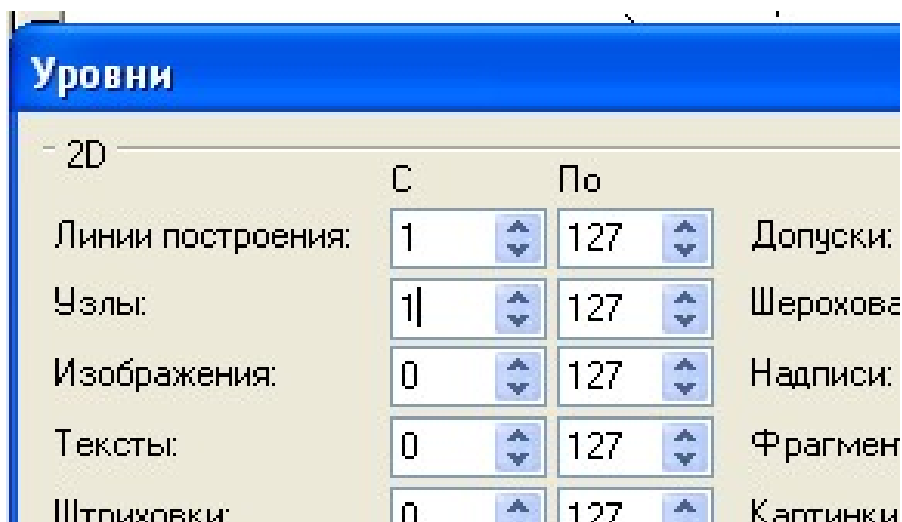 Уровни
2D
С По
Линии построения: 1 127 Допуски:
Узлы: 1 127
Изображения: 0 127 Надписи:
Тексты: 0 127
Штриховки: 0 127